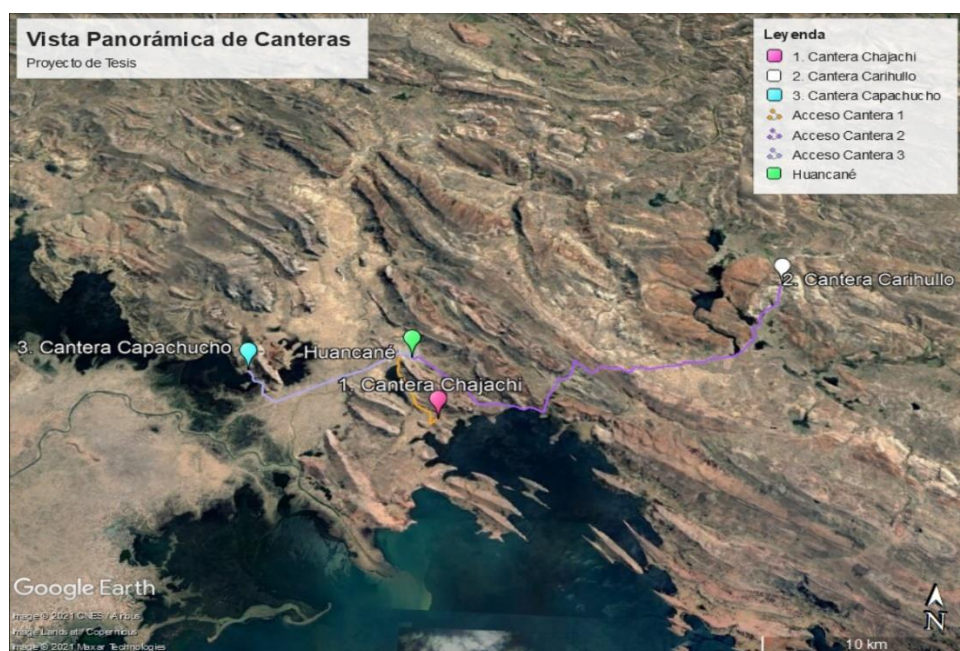 Vista Panorámica de Canteras
Proyecto de Tesis
Leyenda
1. Cantera Chajachi
2. Cantera Carihullo
3. Cantera Capachucho
Acceso Cantera 1
Acceso Cantera 2
Acceso Cantera 3
Huancané
2. Cantera Carihullo
3. Cantera Capachucho
Huancané
1. Cantera Chajachi
Google Earth
Image © 2021 CNES / Airbus
Image Landsat / Copernicus
Image © 2021 Maxar Technologies
N
10 km